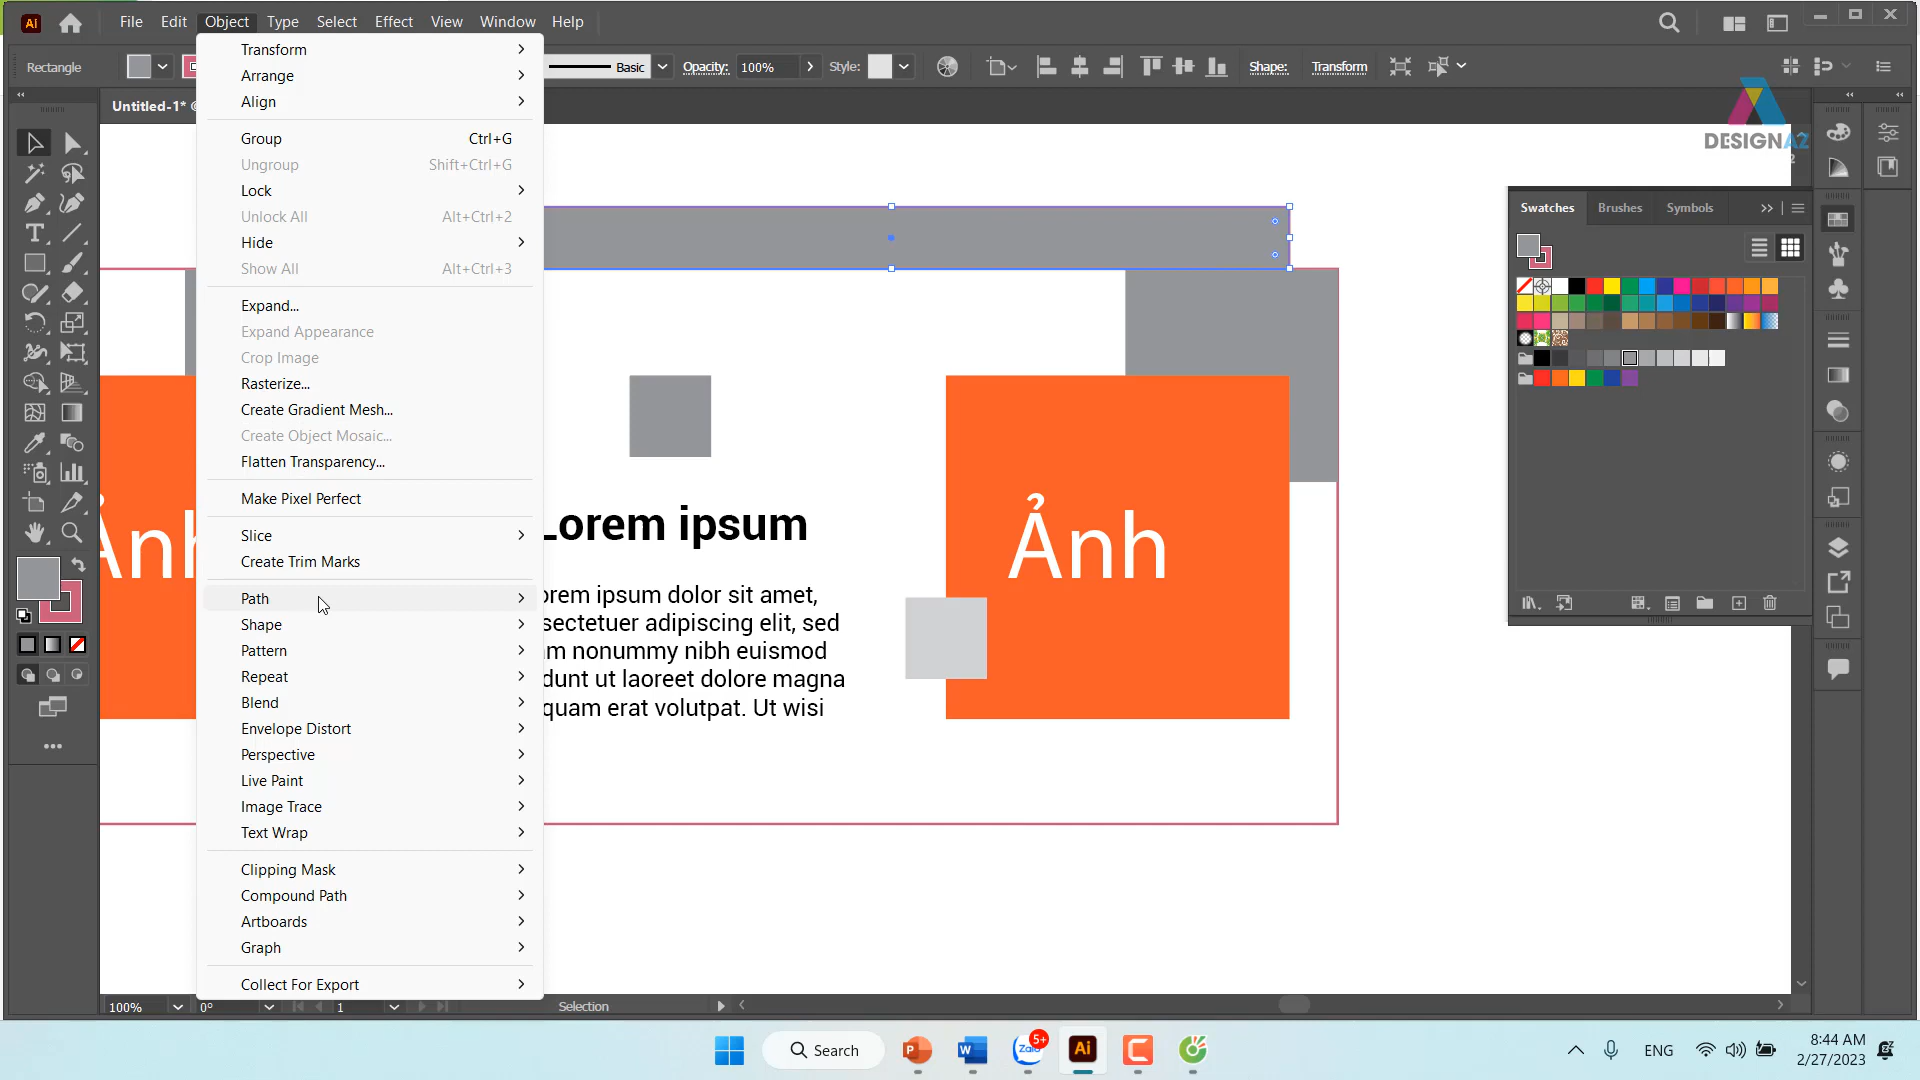 File Edit Object Type Select Effect View Window Help
Rectangle
Basic
Opacity: 100%
Style:
Shape:
Transform
Untitled-1*
DESIGNAZ
Transform
Arrange
Align
Group Ctrl+G
Ungroup Shift+Ctrl+G
Lock
Unlock All Alt+Ctrl+2
Hide
Show All Alt+Ctrl+3
Expand...
Expand Appearance
Crop Image
Rasterize...
Create Gradient Mesh...
Create Object Mosaic...
Flatten Transparency...
Make Pixel Perfect
Slice
Create Trim Marks
Path
Shape
Pattern
Repeat
Blend
Envelope Distort
Perspective
Live Paint
Image Trace
Text Wrap
Clipping Mask
Compound Path
Artboards
Graph
Collect For Export
Lorem ipsum
orem ipsum dolor sit amet,
sectetuer adipiscing elit, sed
m nonummy nibh euismod
dunt ut laoreet dolore magna
quam erat volutpat. Ut wisi
Ảnh
Ảnh
Swatches Brushes Symbols
100% 0° 1 Selection
Search
5+
Zalo
Ai
ENG
8:44 AM
2/27/2023